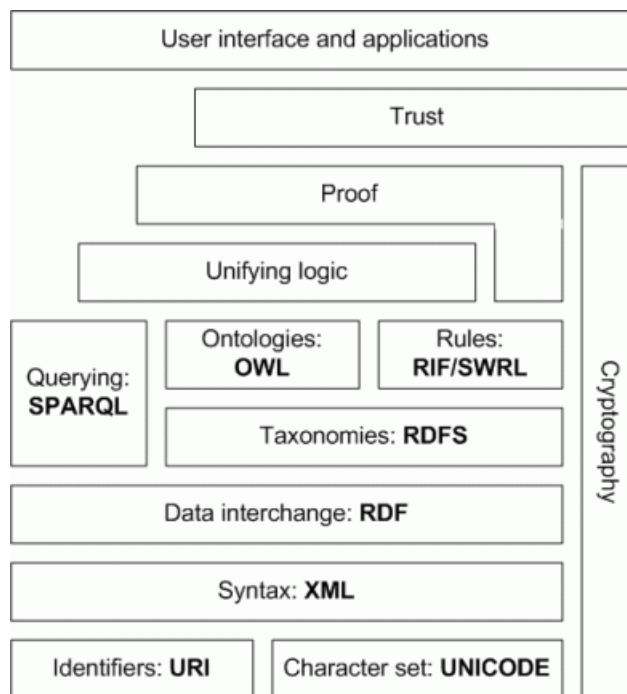 User interface and applications
Trust
Proof
Unifying logic
Querying:
SPARQL
Ontologies:
OWL
Rules:
RIF/SWRL
Taxonomies: RDFS
Cryptography
Data interchange: RDF
Syntax: XML
Identifiers: URI
Character set: UNICODE